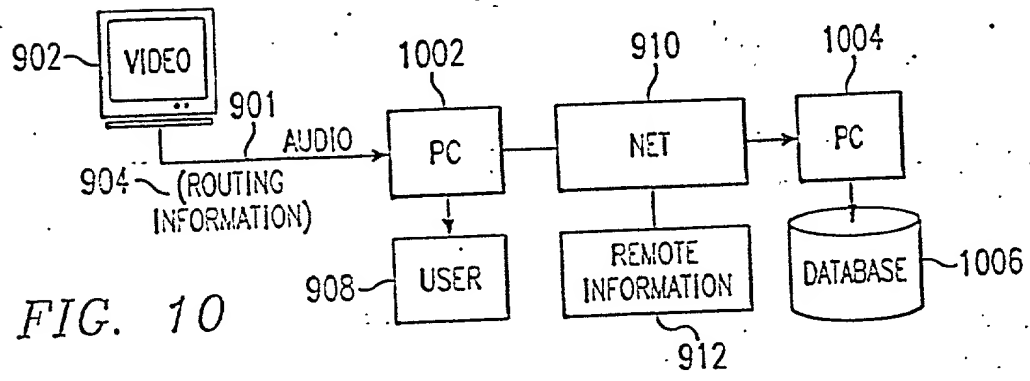 902
VIDEO
901
AUDIO
904
(ROUTING
INFORMATION)
1002
PC
908
USER
910
NET
REMOTE
INFORMATION
912
1004
PC
DATABASE
1006
FIG. 10